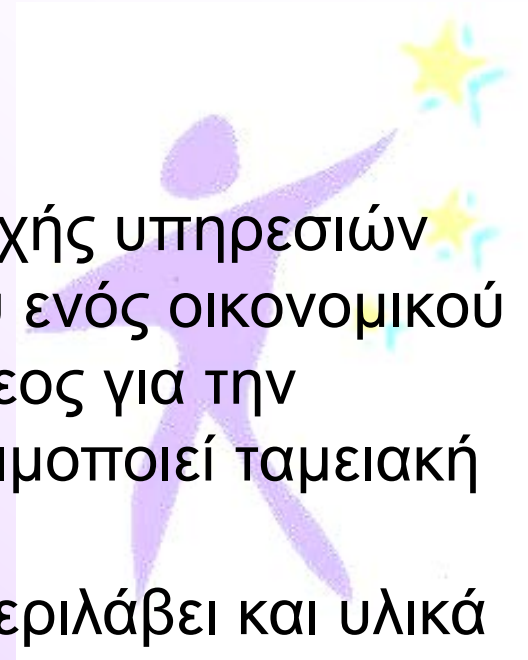 χής υπηρεσιών
ενός οικονομικού
εος για την
ιμοποιεί ταμειακή
εριλάβει και υλικά